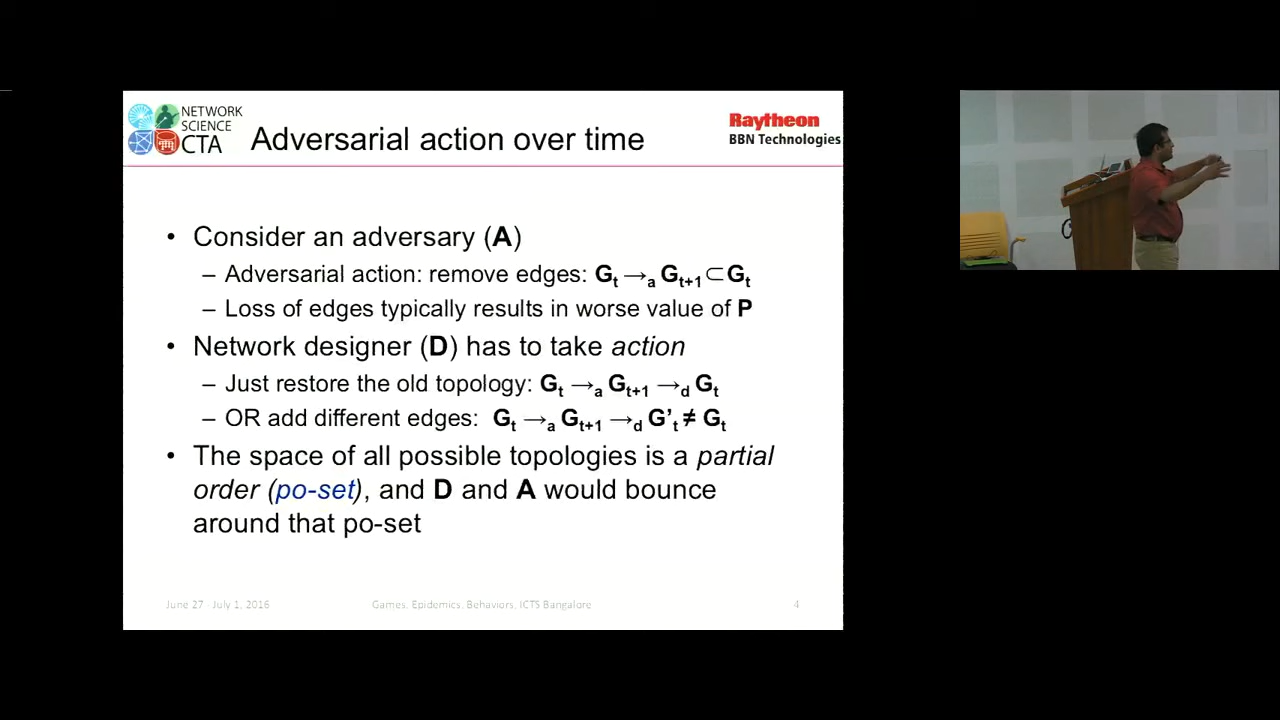 NETWORK
SCIENCE
CTA
Adversarial action over time
Raytheon
BBN Technologies
• Consider an adversary (A)
– Adversarial action: remove edges: Gt →a Gt+1⊂Gt
– Loss of edges typically results in worse value of P
• Network designer (D) has to take action
– Just restore the old topology: Gt →a Gt+1 →d Gt
– OR add different edges: Gt →a Gt+1 →d G’t ≠ Gt
• The space of all possible topologies is a partial
order (po-set), and D and A would bounce
around that po-set
June 27 - July 1, 2016
Games, Epidemics, Behaviors, ICTS Bangalore
4